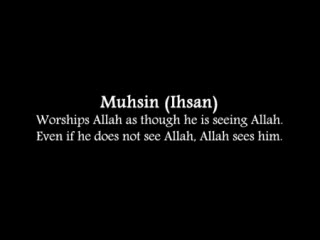 Muhsin (Ihsan)
Worships Allah as though he is seeing Allah.
Even if he does not see Allah, Allah sees him.